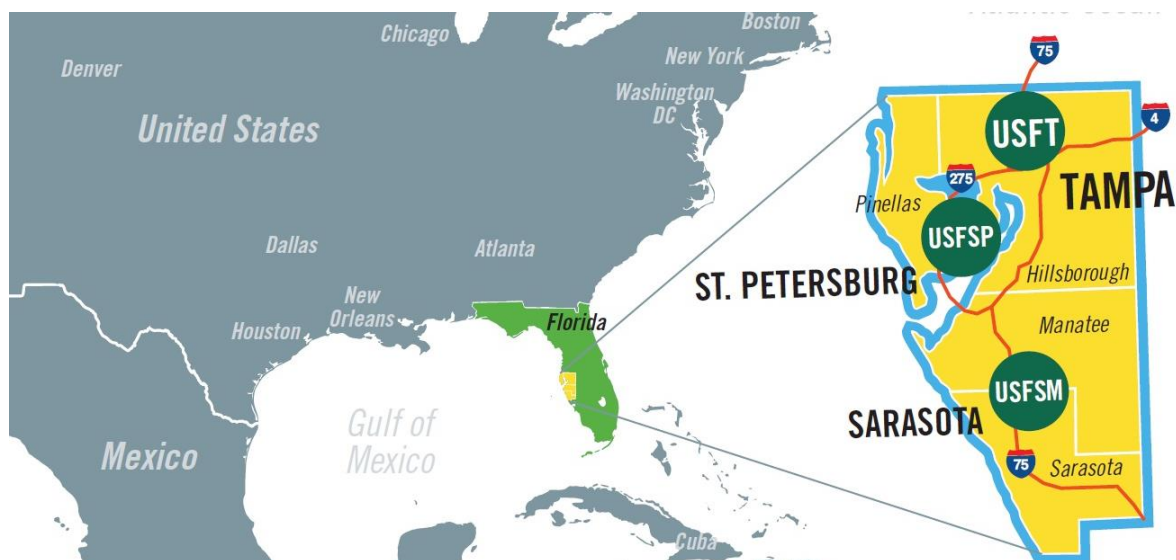 Chicago
Boston
Denver
New York
Washington
DC
United States
Dallas
Atlanta
New
Orleans
Houston
Florida
Gulf of
Mexico
Mexico
Cuba
75
4
USFT
275
TAMPA
Pinellas
USFSP
ST. PETERSBURG
Hillsborough
Manatee
USFSM
SARASOTA
75
Sarasota